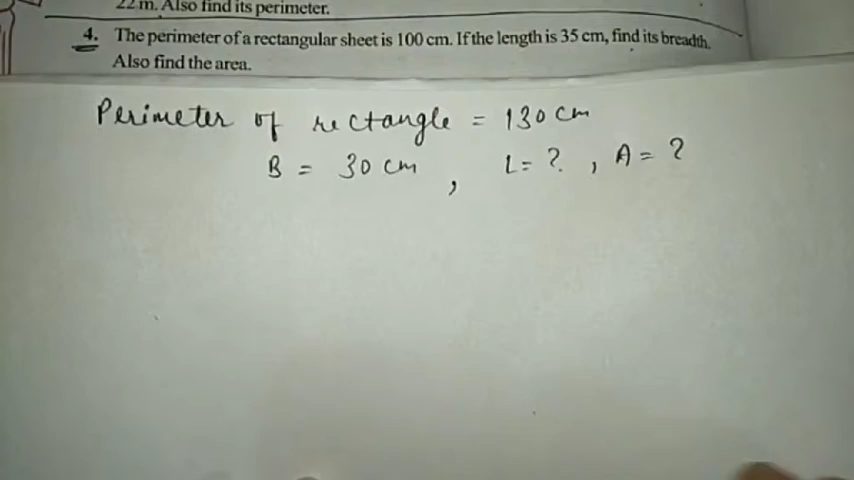 22 m. Also find its perimeter.
4. The perimeter of a rectangular sheet is 100 cm. If the length is 35 cm, find its breadth.
Also find the area.
Perimeter of rectangle = 130 cm
B = 30 cm , L = ? , A = ?